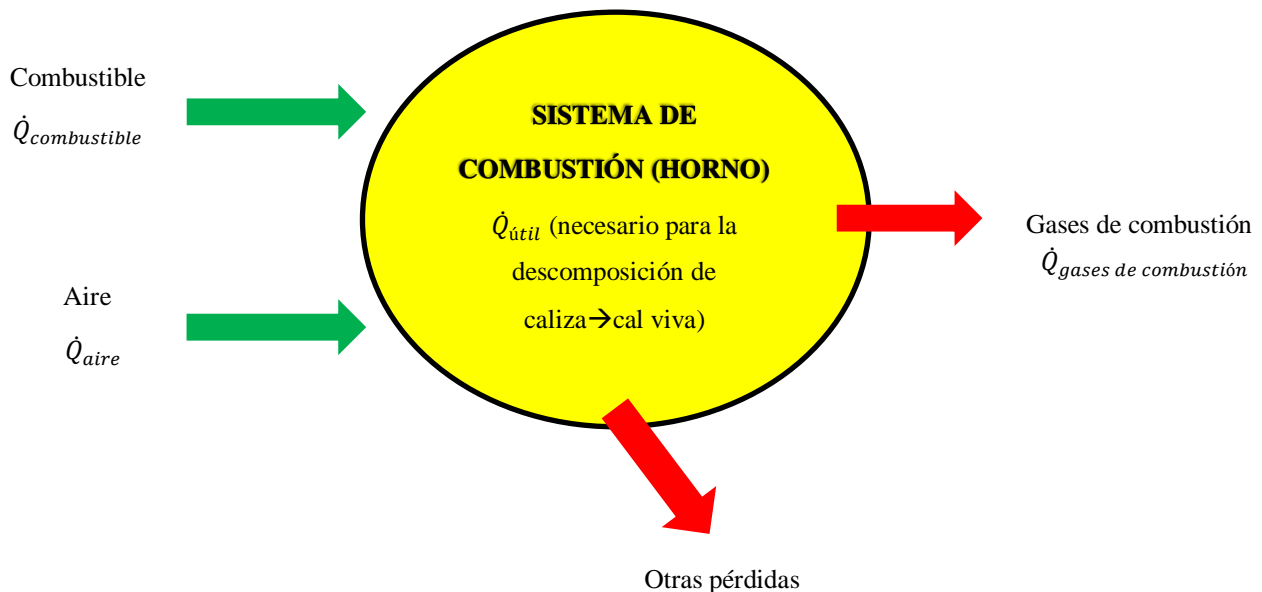 Combustible
Q̇combustible
Aire
Q̇aire
SISTEMA DE
COMBUSTIÓN (HORNO)
Q̇útil (necesario para la
descomposición de
caliza→cal viva)
Gases de combustión
Q̇gases de combustión
Otras pérdidas